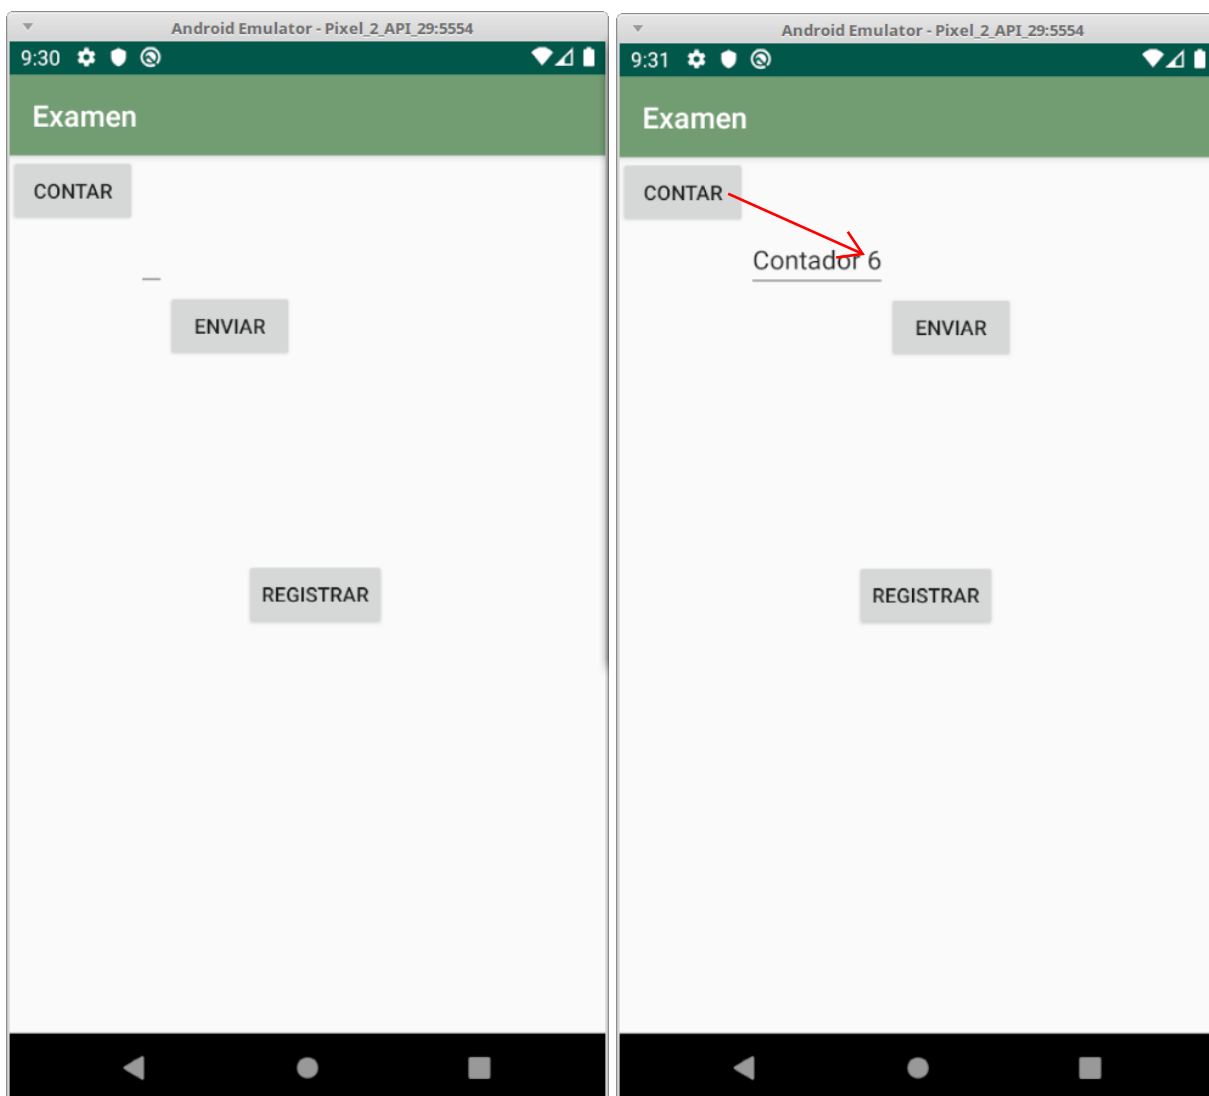 Android Emulator - Pixel_2_API_29:5554
9:30
Examen
CONTAR
ENVIAR
REGISTRAR
Android Emulator - Pixel_2_API_29:5554
9:31
Examen
CONTAR
Contador 6
ENVIAR
REGISTRAR